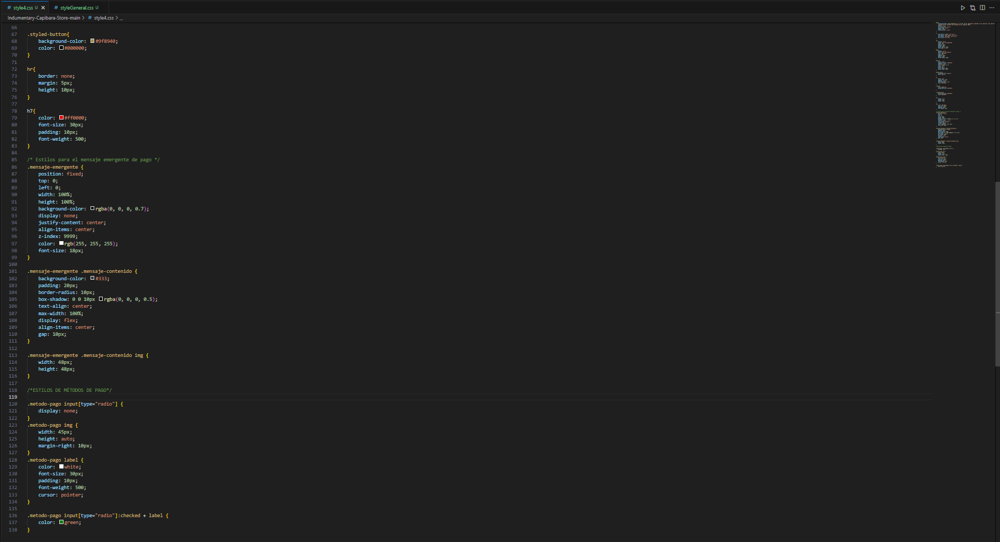 # style4.css U ×  # styleGeneral.css U
Indumentary-Capibara-Store-main > # style4.css > ...
66
67 .styled-button{
68     background-color: #9f8940;
69     color: #000000;
70 }
71
72 hr{
73     border: none;
74     margin: 5px;
75     height: 10px;
76 }
77
78 h7{
79     color: #ff0000;
80     font-size: 30px;
81     padding: 10px;
82     font-weight: 500;
83 }
84
85 /* Estilos para el mensaje emergente de pago */
86 .mensaje-emergente {
87     position: fixed;
88     top: 0;
89     left: 0;
90     width: 100%;
91     height: 100%;
92     background-color: rgba(0, 0, 0, 0.7);
93     display: none;
94     justify-content: center;
95     align-items: center;
96     z-index: 9999;
97     color: rgb(255, 255, 255);
98     font-size: 18px;
99 }
100
101 .mensaje-emergente .mensaje-contenido {
102     background-color: #333;
103     padding: 20px;
104     border-radius: 10px;
105     box-shadow: 0 0 10px rgba(0, 0, 0, 0.5);
106     text-align: center;
107     max-width: 100%;
108     display: flex;
109     align-items: center;
110     gap: 10px;
111 }
112
113 .mensaje-emergente .mensaje-contenido img {
114     width: 48px;
115     height: 48px;
116 }
117
118 /*ESTILOS DE MÉTODOS DE PAGO*/
119
120 .metodo-pago input[type="radio"] {
121     display: none;
122 }
123 .metodo-pago img {
124     width: 45px;
125     height: auto;
126     margin-right: 10px;
127 }
128 .metodo-pago label {
129     color: white;
130     font-size: 30px;
131     padding: 10px;
132     font-weight: 500;
133     cursor: pointer;
134 }
135
136 .metodo-pago input[type="radio"]:checked + label {
137     color: green;
138 }